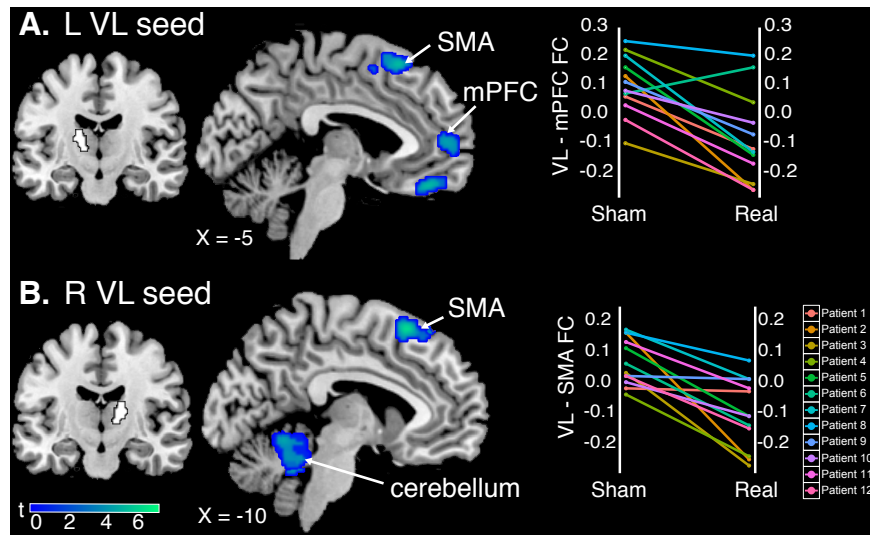 A. L VL seed
SMA
mPFC
X = -5
VL - mPFC FC
0.3
0.2
0.1
0.0
-0.1
-0.2
0.3
0.2
0.1
0.0
-0.1
-0.2
Sham
Real
B. R VL seed
SMA
cerebellum
X = -10
t
0
2
4
6
VL - SMA FC
0.2
0.1
0.0
-0.1
-0.2
0.2
0.1
0.0
-0.1
-0.2
Sham
Real
Patient 1
Patient 2
Patient 3
Patient 4
Patient 5
Patient 6
Patient 7
Patient 8
Patient 9
Patient 10
Patient 11
Patient 12